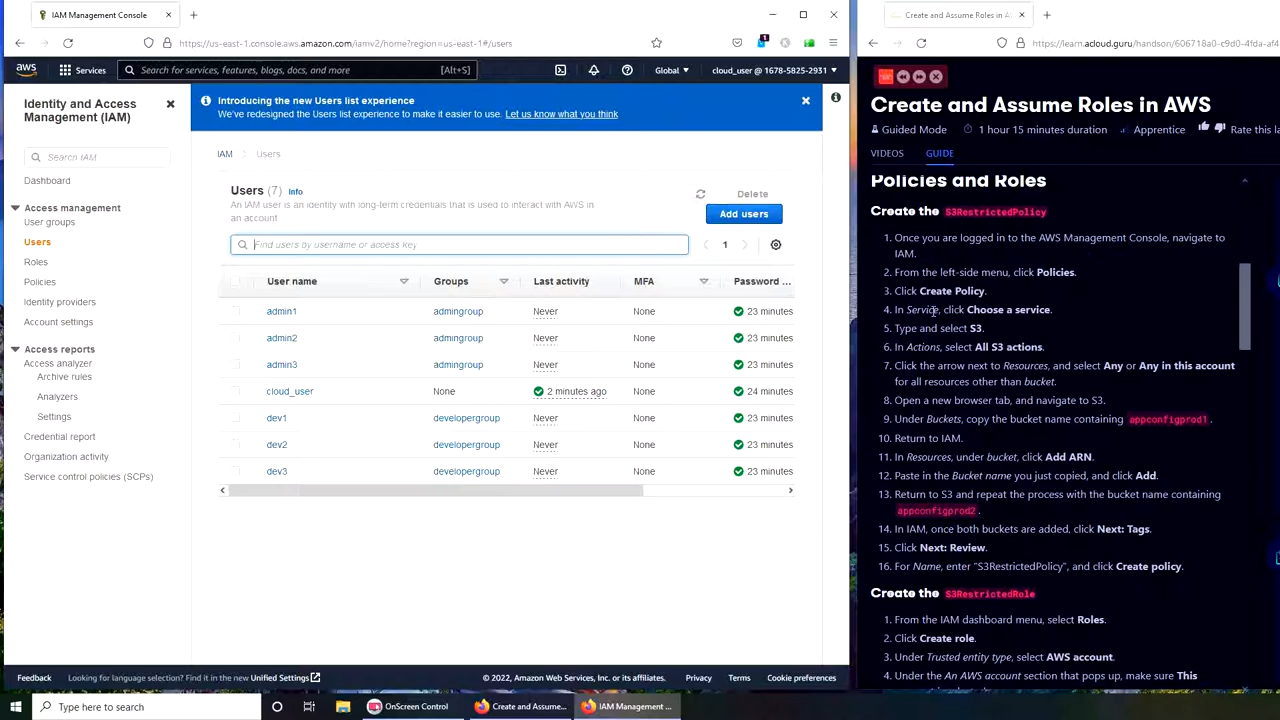 IAM Management Console
Create and Assume Roles in A
https://us-east-1.console.aws.amazon.com/iamv2/home?region=us-east-1#/users
https://learn.acloud.guru/handson/606718a0-c9d0-4fda-af4
aws
Services
Search for services, features, blogs, docs, and more
[Alt+S]
Global
cloud_user @ 1678-5825-2931
Identity and Access Management (IAM)
Search IAM
Dashboard
Access management
User groups
Users
Roles
Policies
Identity providers
Account settings
Access reports
Access analyzer
Archive rules
Analyzers
Settings
Credential report
Organization activity
Service control policies (SCPs)
Introducing the new Users list experience
We've redesigned the Users list experience to make it easier to use. Let us know what you think
IAM
Users
Users (7) Info
An IAM user is an identity with long-term credentials that is used to interact with AWS in
an account
Delete
Add users
Find users by username or access key
1
User name Groups Last activity MFA Password ...
admin1 admingroup Never None 23 minutes
admin2 admingroup Never None 23 minutes
admin3 admingroup Never None 23 minutes
cloud_user None 2 minutes ago None 24 minutes
dev1 developergroup Never None 23 minutes
dev2 developergroup Never None 23 minutes
dev3 developergroup Never None 23 minutes
Feedback
Looking for language selection? Find it in the new Unified Settings
© 2022, Amazon Web Services, Inc. or its affiliates.
Privacy
Terms
Cookie preferences
Create and Assume Roles in AWS
Guided Mode
1 hour 15 minutes duration
Apprentice
Rate this la
VIDEOS
GUIDE
Policies and Roles
Create the S3RestrictedPolicy
1. Once you are logged in to the AWS Management Console, navigate to
IAM.
2. From the left-side menu, click Policies.
3. Click Create Policy.
4. In Service, click Choose a service.
5. Type and select S3.
6. In Actions, select All S3 actions.
7. Click the arrow next to Resources, and select Any or Any in this account
for all resources other than bucket.
8. Open a new browser tab, and navigate to S3.
9. Under Buckets, copy the bucket name containing appconfigprod1.
10. Return to IAM.
11. In Resources, under bucket, click Add ARN.
12. Paste in the Bucket name you just copied, and click Add.
13. Return to S3 and repeat the process with the bucket name containing
appconfigprod2.
14. In IAM, once both buckets are added, click Next: Tags.
15. Click Next: Review.
16. For Name, enter "S3RestrictedPolicy", and click Create policy.
Create the S3RestrictedRole
1. From the IAM dashboard menu, select Roles.
2. Click Create role.
3. Under Trusted entity type, select AWS account.
4. Under the An AWS account section that pops up, make sure This
Type here to search
OnScreen Control
Create and Assume...
IAM Management ...